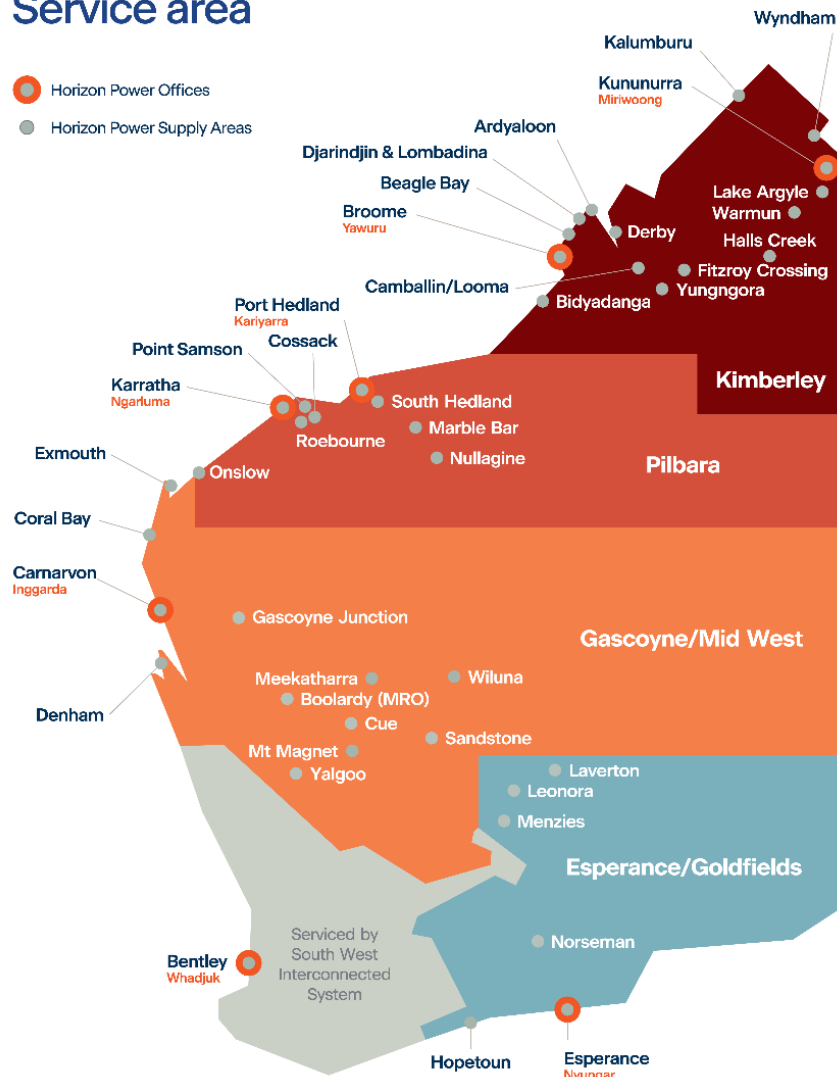 Service area
Horizon Power Offices
Horizon Power Supply Areas
Wyndham
Kalumburu
Kununurra
Miriwoong
Ardyaloon
Djarindjin & Lombadina
Beagle Bay
Broome
Yawuru
Lake Argyle
Warmun
Derby
Halls Creek
Fitzroy Crossing
Camballin/Looma
Yungngora
Bidyadanga
Port Hedland
Kariyarra
Cossack
Point Samson
Karratha
Ngarluma
Kimberley
South Hedland
Marble Bar
Roebourne
Nullagine
Pilbara
Exmouth
Onslow
Coral Bay
Carnarvon
Inggarda
Gascoyne Junction
Gascoyne/Mid West
Meekatharra
Wiluna
Boolardy (MRO)
Denham
Cue
Sandstone
Mt Magnet
Yalgoo
Laverton
Leonora
Menzies
Esperance/Goldfields
Serviced by
South West
Interconnected
System
Norseman
Bentley
Whadjuk
Hopetoun
Esperance
Nyungar